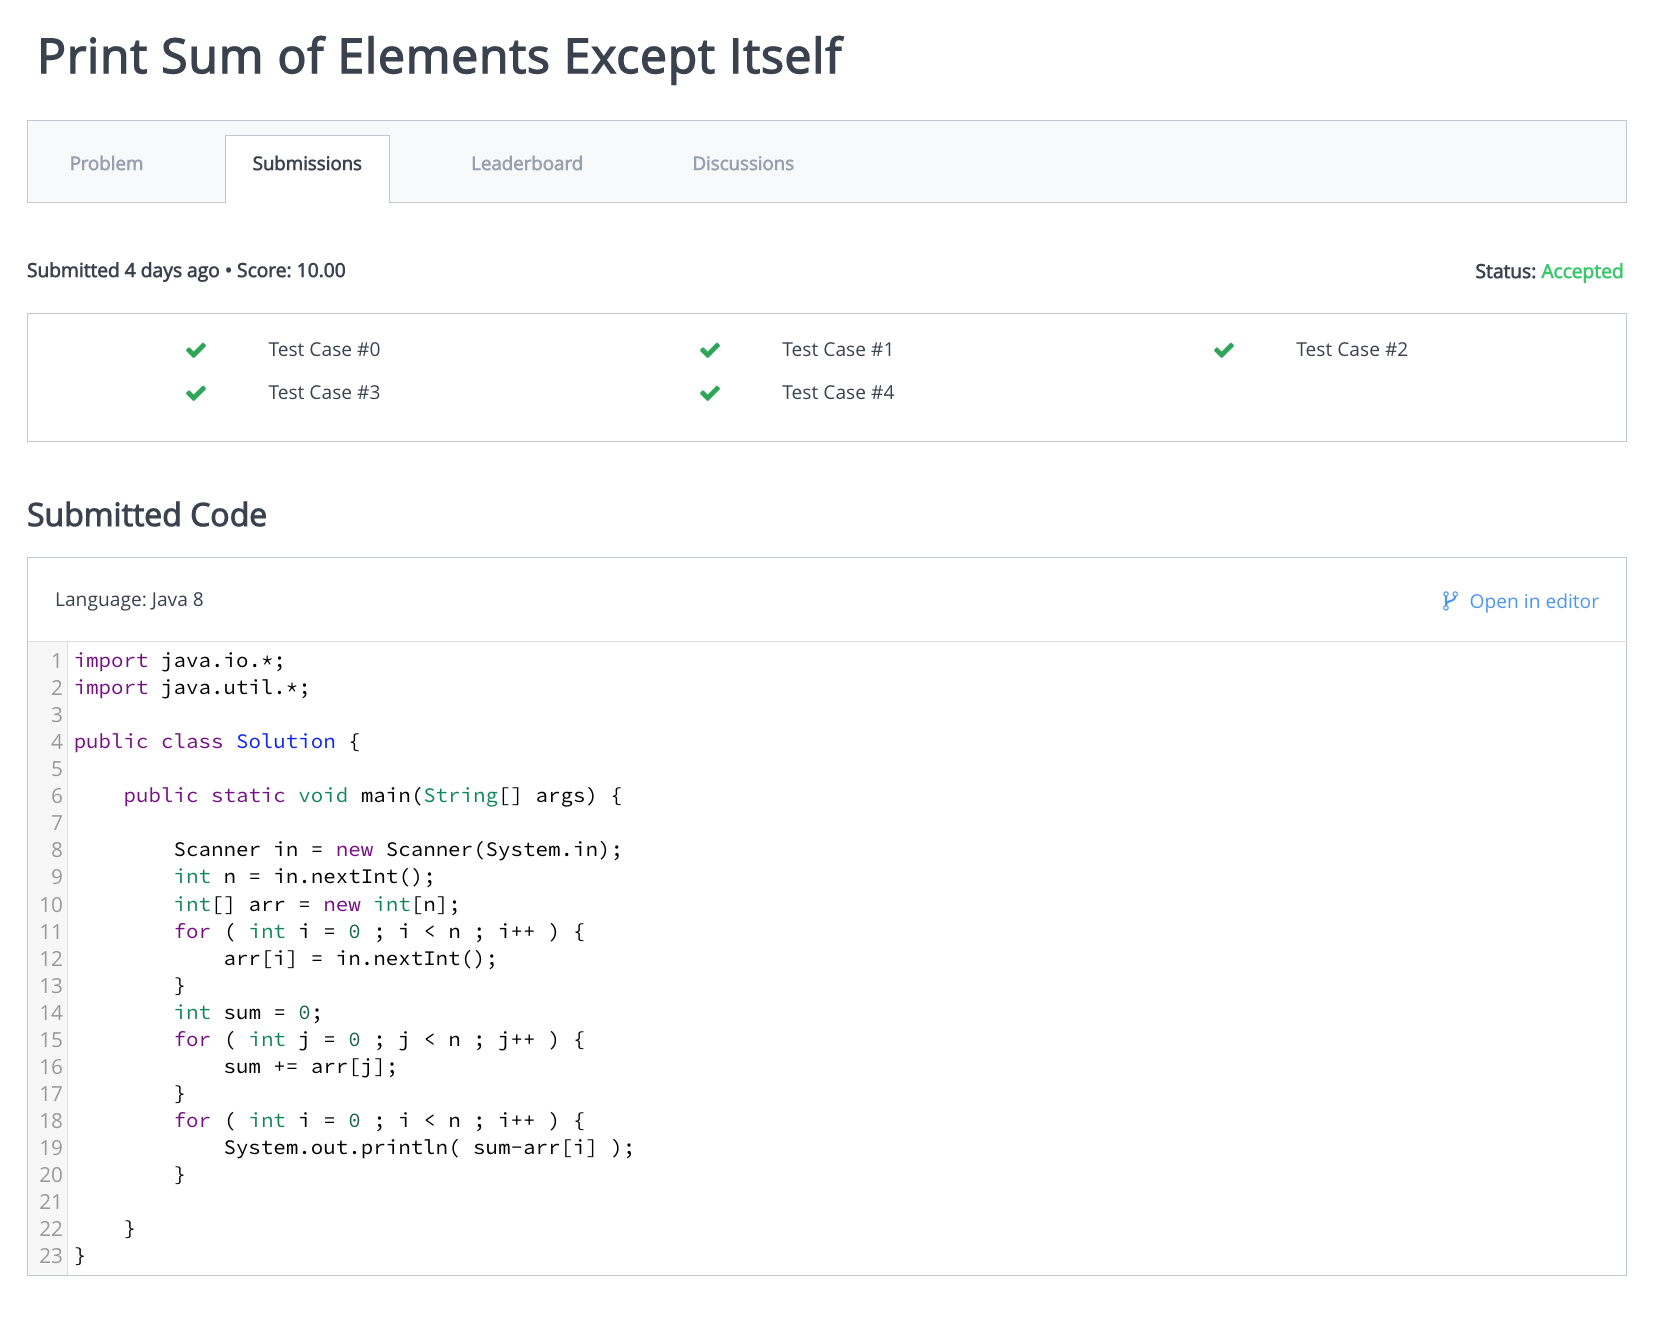 Print Sum of Elements Except Itself
Problem
Submissions
Leaderboard
Discussions
Submitted 4 days ago • Score: 10.00
Status: Accepted
Test Case #0
Test Case #1
Test Case #2
Test Case #3
Test Case #4
Submitted Code
Language: Java 8
Open in editor
1 import java.io.*;
2 import java.util.*;
3
4 public class Solution {
5
6     public static void main(String[] args) {
7
8         Scanner in = new Scanner(System.in);
9         int n = in.nextInt();
10         int[] arr = new int[n];
11         for ( int i = 0 ; i < n ; i++ ) {
12             arr[i] = in.nextInt();
13         }
14         int sum = 0;
15         for ( int j = 0 ; j < n ; j++ ) {
16             sum += arr[j];
17         }
18         for ( int i = 0 ; i < n ; i++ ) {
19             System.out.println( sum-arr[i] );
20         }
21
22     }
23 }